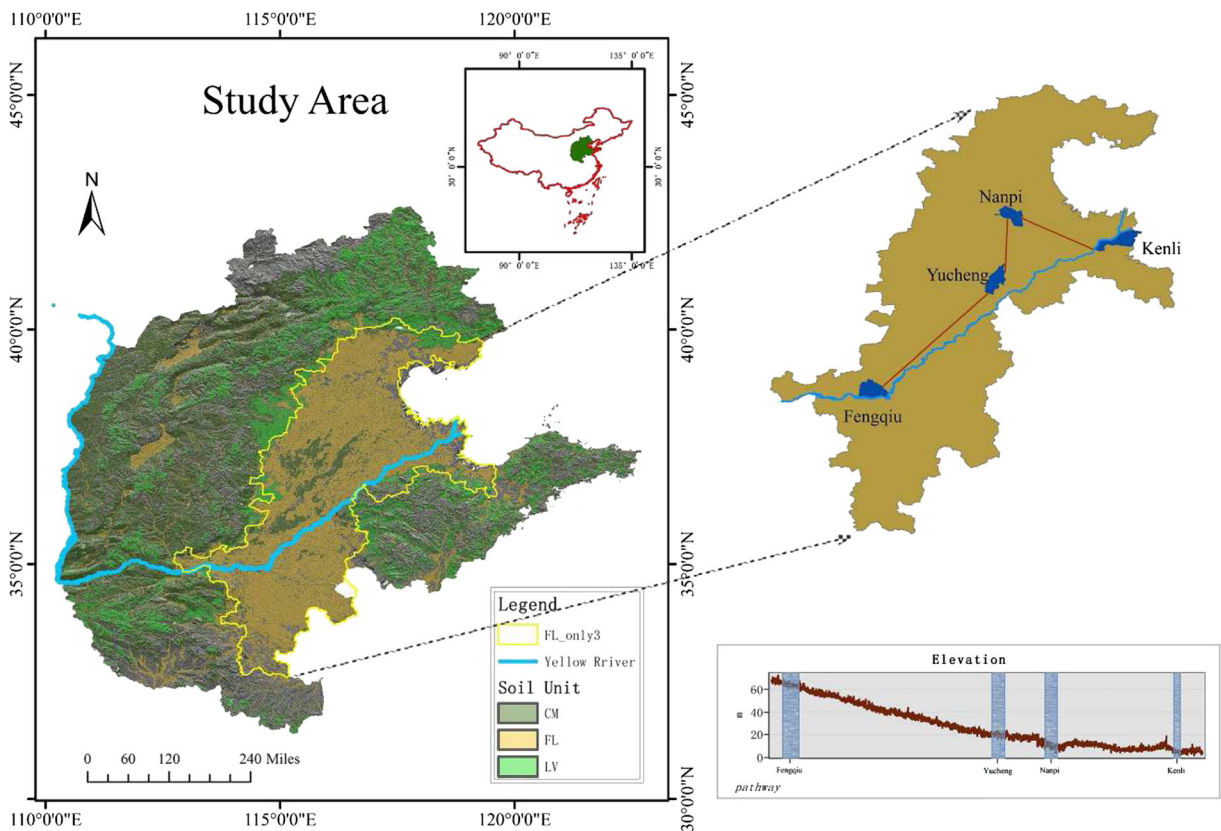 110°0'0"E
115°0'0"E
120°0'0"E
45°0'0"N
40°0'0"N
35°0'0"N
Study Area
N
90° 0'0"E
135° 0'0"E
30° 0'0"N
30° 0'0"N
90° 0'0"E
135° 0'0"E
45°0'0"N
40°0'0"N
35°0'0"N
30°0'0"N
Legend
FL_only3
Yellow Rriver
Soil Unit
CM
FL
LV
0 60 120 240 Miles
110°0'0"E
115°0'0"E
120°0'0"E
Nanpi
Kenli
Yucheng
Fengqiu
Elevation
m
60
40
20
0
Fengqiu
Yucheng
Nanpi
Kenli
pathway